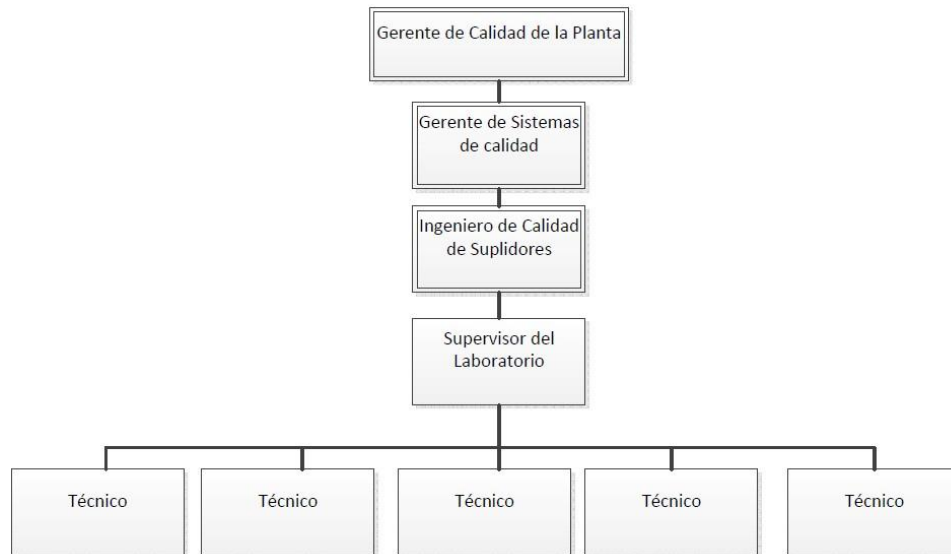 Gerente de Calidad de la Planta
Gerente de Sistemas
de calidad
Ingeniero de Calidad
de Suplidores
Supervisor del
Laboratorio
Técnico
Técnico
Técnico
Técnico
Técnico